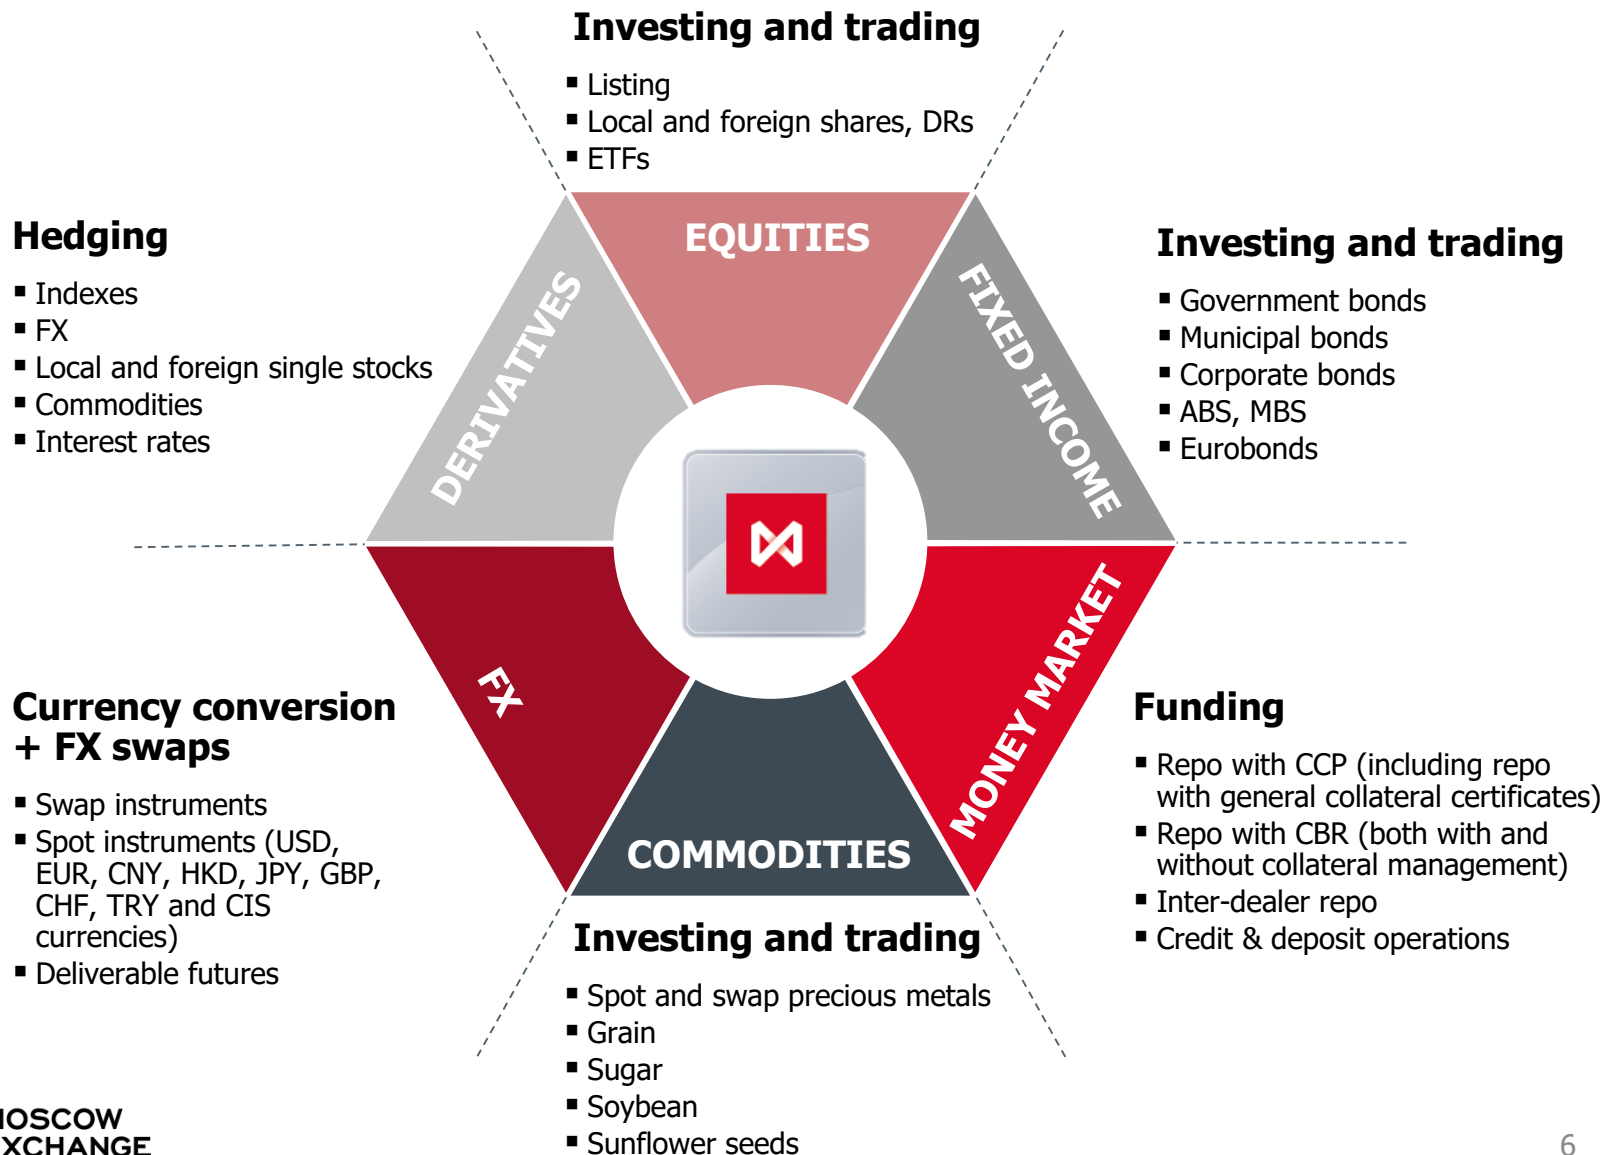 Investing and trading
▪ Listing
▪ Local and foreign shares, DRs
▪ ETFs
EQUITIES
Hedging
▪ Indexes
▪ FX
▪ Local and foreign single stocks
▪ Commodities
▪ Interest rates
DERIVATIVES
FIXED INCOME
Investing and trading
▪ Government bonds
▪ Municipal bonds
▪ Corporate bonds
▪ ABS, MBS
▪ Eurobonds
FX
Currency conversion
+ FX swaps
▪ Swap instruments
▪ Spot instruments (USD,
EUR, CNY, HKD, JPY, GBP,
CHF, TRY and CIS
currencies)
▪ Deliverable futures
MONEY MARKET
Funding
▪ Repo with CCP (including repo
with general collateral certificates)
▪ Repo with CBR (both with and
without collateral management)
▪ Inter-dealer repo
▪ Credit & deposit operations
COMMODITIES
Investing and trading
▪ Spot and swap precious metals
▪ Grain
▪ Sugar
▪ Soybean
▪ Sunflower seeds
MOSCOW
EXCHANGE
6